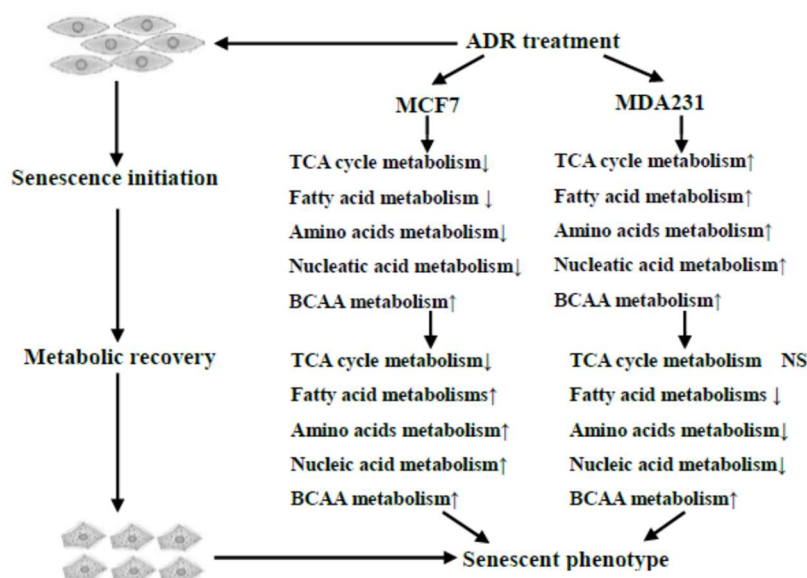 ADR treatment
MCF7
MDA231
Senescence initiation
TCA cycle metabolism↓
Fatty acid metabolism ↓
Amino acids metabolism↓
Nucleatic acid metabolism↓
BCAA metabolism↑
TCA cycle metabolism↑
Fatty acid metabolism↑
Amino acids metabolism↑
Nucleatic acid metabolism↑
BCAA metabolism↑
Metabolic recovery
TCA cycle metabolism↓
Fatty acid metabolisms↑
Amino acids metabolism↑
Nucleic acid metabolism↑
BCAA metabolism↑
TCA cycle metabolism NS
Fatty acid metabolisms ↓
Amino acids metabolism↓
Nucleic acid metabolism↓
BCAA metabolism↑
Senescent phenotype